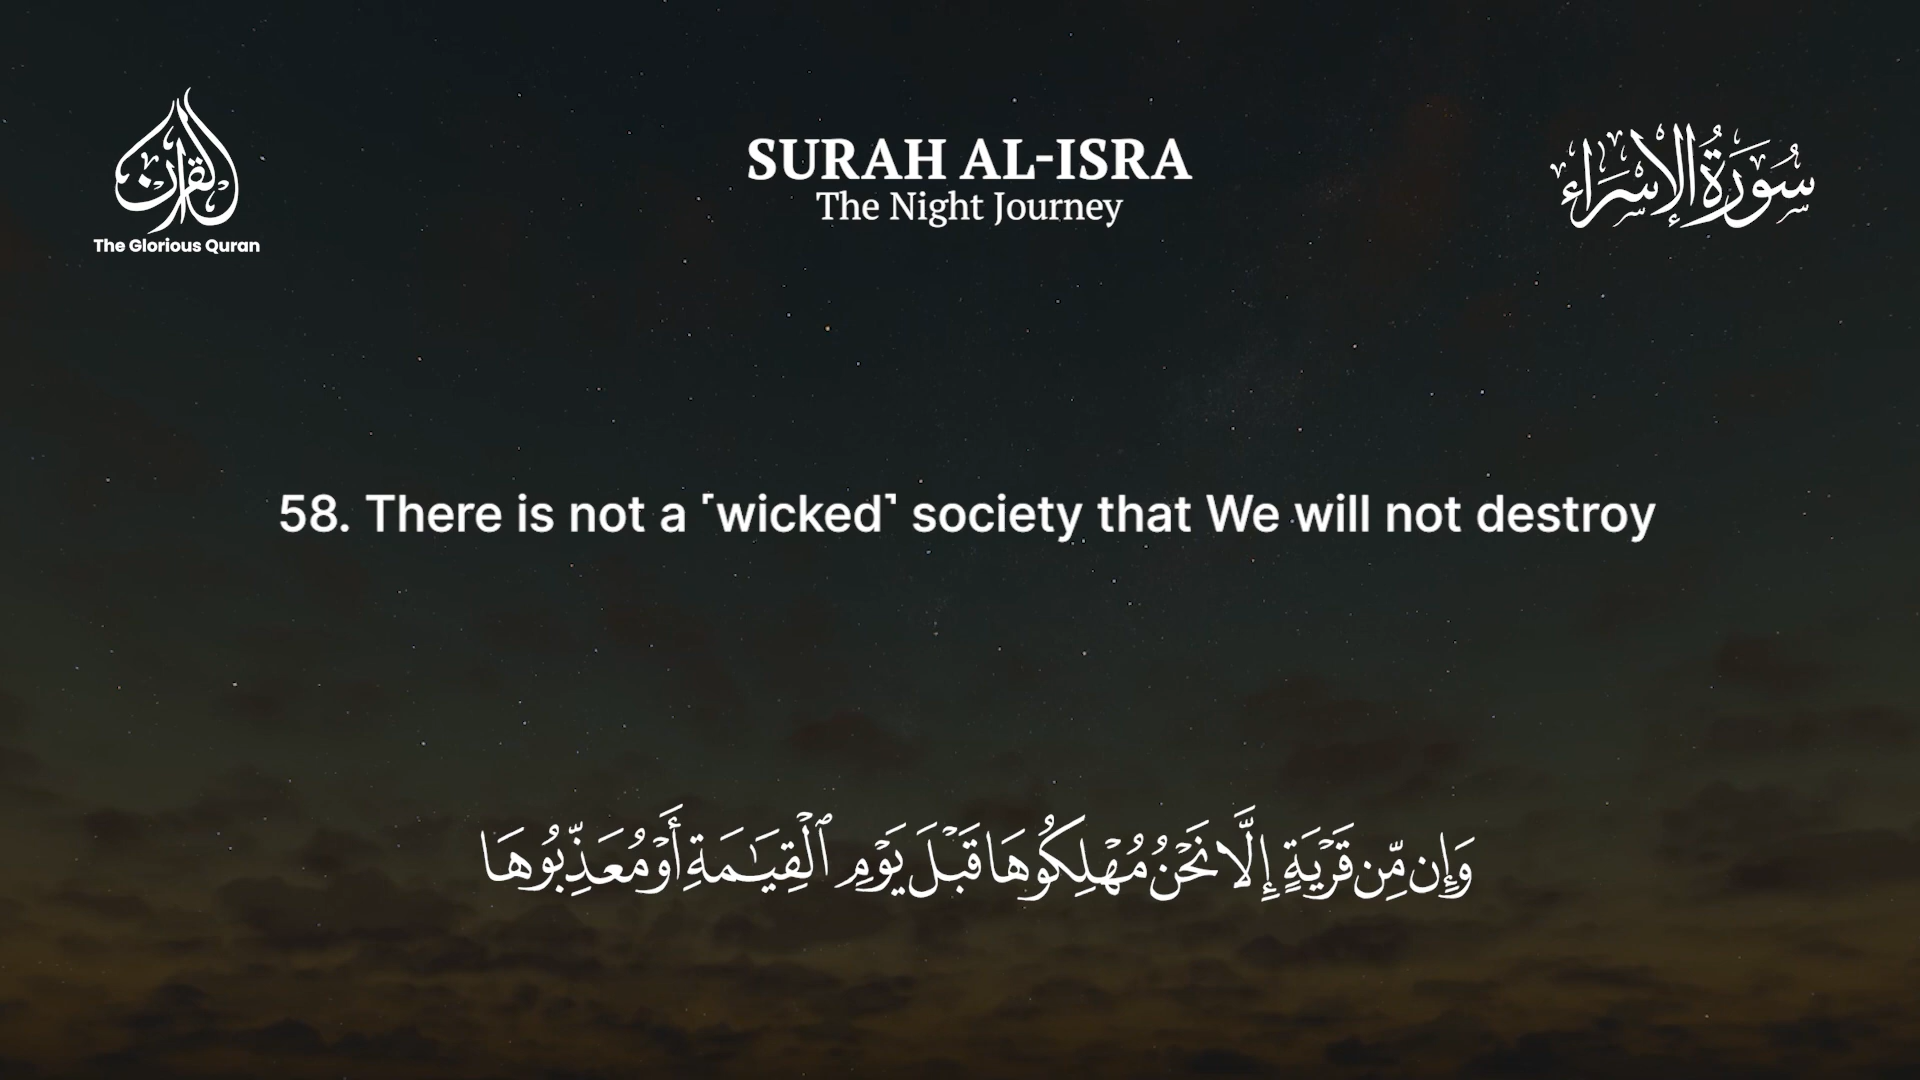 القرآن
The Glorious Quran
SURAH AL-ISRA
The Night Journey
سُورَةُ الإِسْرَاء
58. There is not a ˹wicked˺ society that We will not destroy
وَإِن مِّن قَرْيَةٍ إِلَّا نَحْنُ مُهْلِكُوهَا قَبْلَ يَوْمِ ٱلْقِيَـٰمَةِ أَوْ مُعَذِّبُوهَا